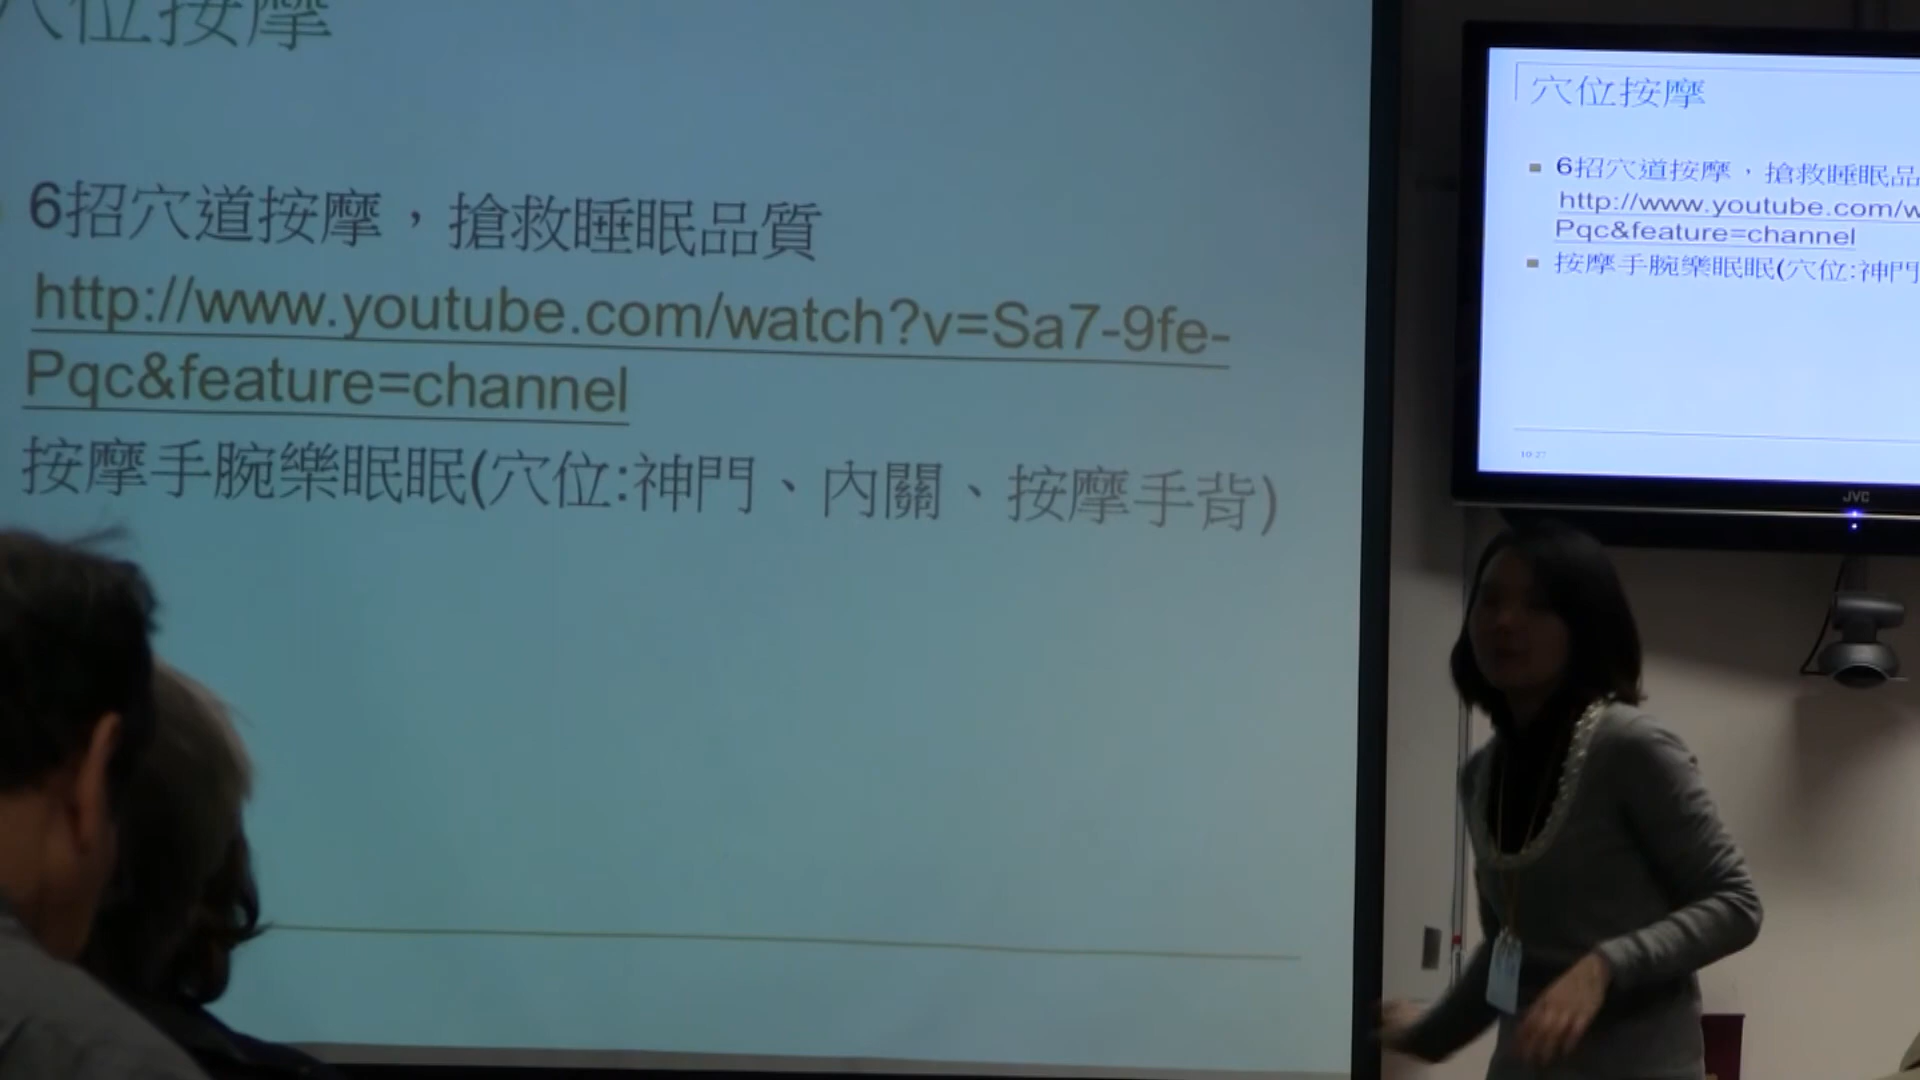 穴位按摩
6招穴道按摩，搶救睡眠品質
http://www.youtube.com/watch?v=Sa7-9fe-
Pqc&feature=channel
按摩手腕樂眠眠(穴位:神門、內關、按摩手背)
穴位按摩
6招穴道按摩，搶救睡眠品
http://www.youtube.com/w
Pqc&feature=channel
按摩手腕樂眠眠(穴位:神門
10/27
JVC